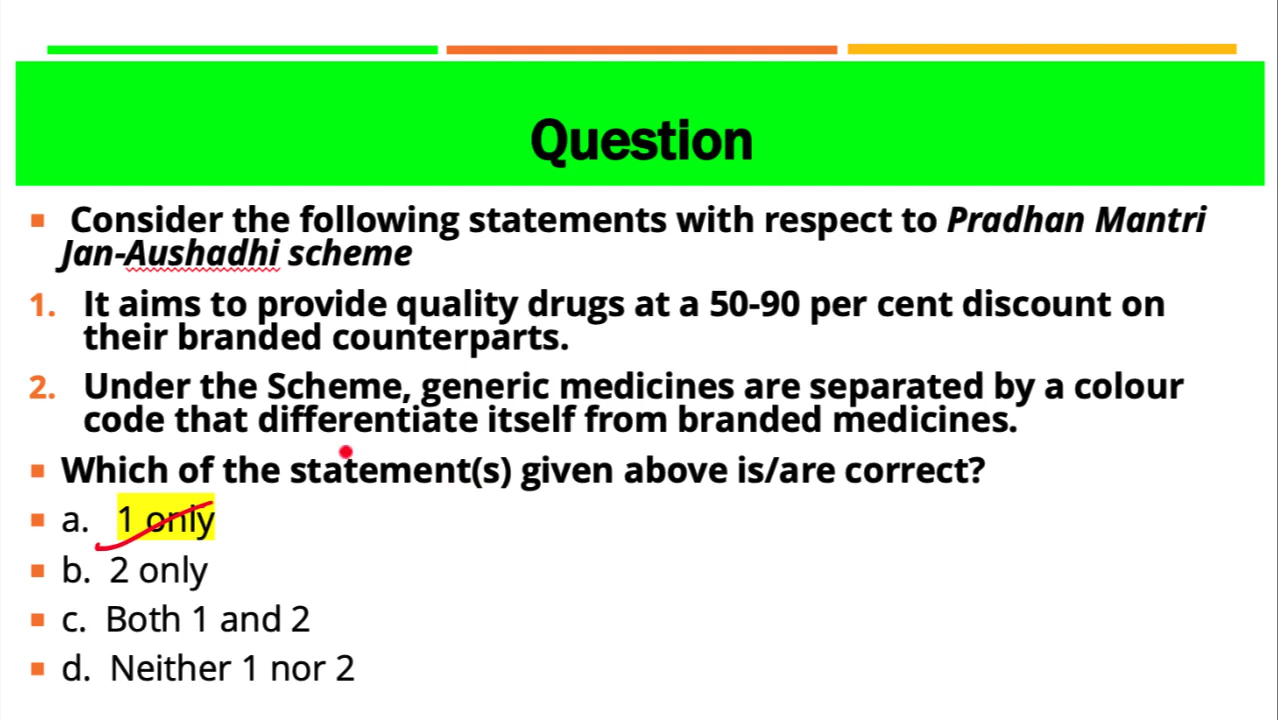 Question
Consider the following statements with respect to Pradhan Mantri
Jan-Aushadhi scheme
1. It aims to provide quality drugs at a 50-90 per cent discount on
their branded counterparts.
2. Under the Scheme, generic medicines are separated by a colour
code that differentiate itself from branded medicines.
Which of the statement(s) given above is/are correct?
a. 1 only
b. 2 only
c. Both 1 and 2
d. Neither 1 nor 2